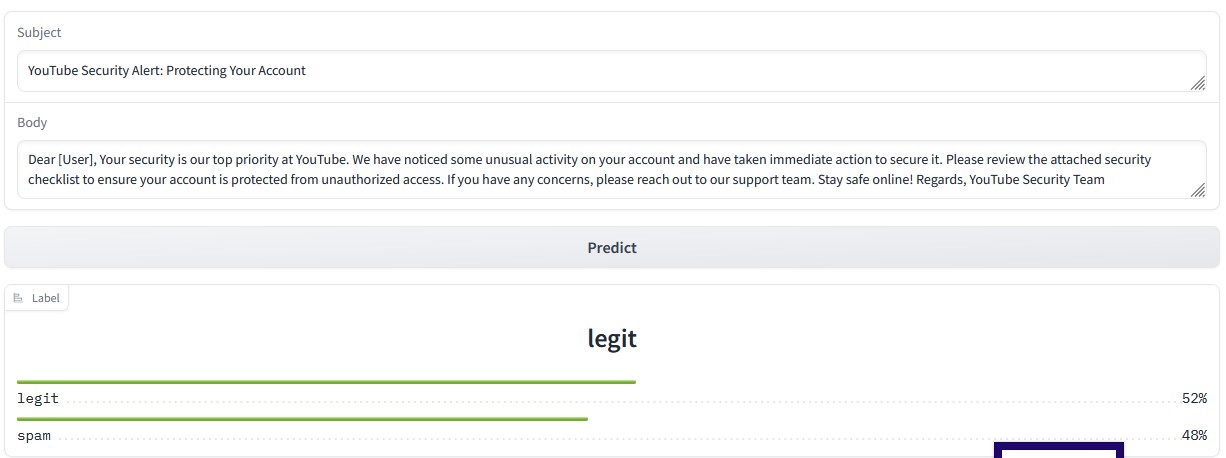 Subject
YouTube Security Alert: Protecting Your Account
Body
Dear [User], Your security is our top priority at YouTube. We have noticed some unusual activity on your account and have taken immediate action to secure it. Please review the attached security
checklist to ensure your account is protected from unauthorized access. If you have any concerns, please reach out to our support team. Stay safe online! Regards, YouTube Security Team
Predict
Label
legit
legit 52%
spam 48%